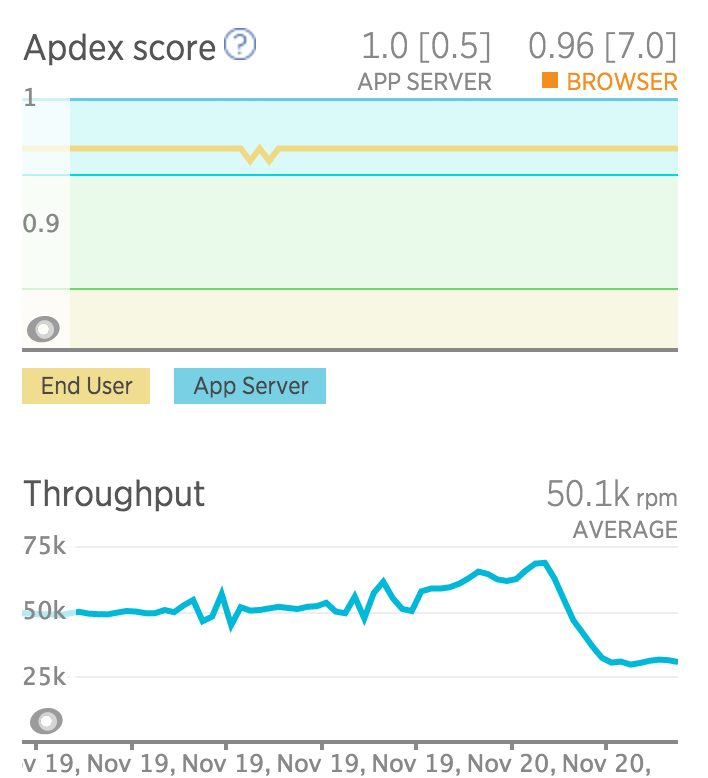 Apdex score ?
1.0 [0.5]
APP SERVER
0.96 [7.0]
BROWSER
1
0.9
End User
App Server
Throughput
50.1k rpm
AVERAGE
75k
50k
25k
v 19, Nov 19, Nov 19, Nov 19, Nov 19, Nov 20, Nov 20,